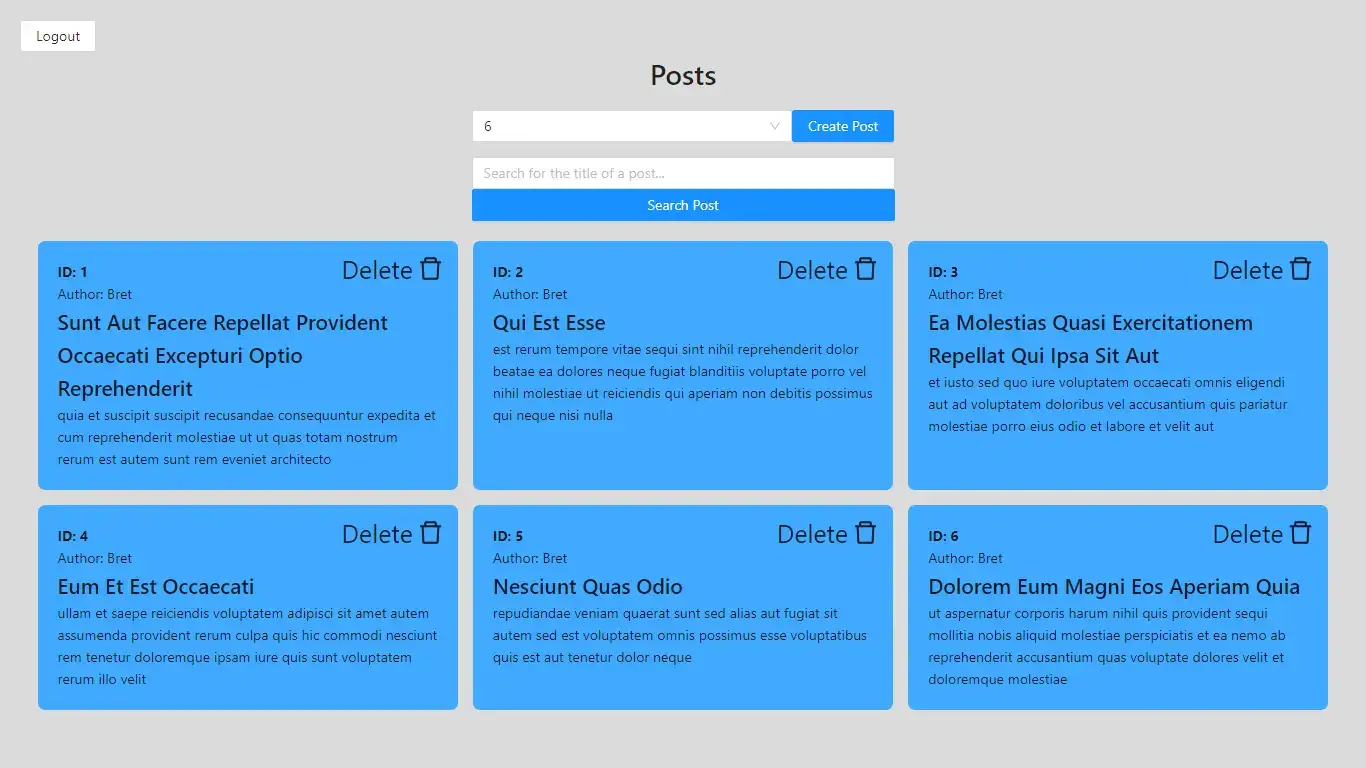 Logout
Posts
6
Create Post
Search for the title of a post...
Search Post
ID: 1
Delete
Author: Bret
Sunt Aut Facere Repellat Provident
Occaecati Excepturi Optio
Reprehenderit
quia et suscipit suscipit recusandae consequuntur expedita et
cum reprehenderit molestiae ut ut quas totam nostrum
rerum est autem sunt rem eveniet architecto
ID: 2
Delete
Author: Bret
Qui Est Esse
est rerum tempore vitae sequi sint nihil reprehenderit dolor
beatae ea dolores neque fugiat blanditiis voluptate porro vel
nihil molestiae ut reiciendis qui aperiam non debitis possimus
qui neque nisi nulla
ID: 3
Delete
Author: Bret
Ea Molestias Quasi Exercitationem
Repellat Qui Ipsa Sit Aut
et iusto sed quo iure voluptatem occaecati omnis eligendi
aut ad voluptatem doloribus vel accusantium quis pariatur
molestiae porro eius odio et labore et velit aut
ID: 4
Delete
Author: Bret
Eum Et Est Occaecati
ullam et saepe reiciendis voluptatem adipisci sit amet autem
assumenda provident rerum culpa quis hic commodi nesciunt
rem tenetur doloremque ipsam iure quis sunt voluptatem
rerum illo velit
ID: 5
Delete
Author: Bret
Nesciunt Quas Odio
repudiandae veniam quaerat sunt sed alias aut fugiat sit
autem sed est voluptatem omnis possimus esse voluptatibus
quis est aut tenetur dolor neque
ID: 6
Delete
Author: Bret
Dolorem Eum Magni Eos Aperiam Quia
ut aspernatur corporis harum nihil quis provident sequi
mollitia nobis aliquid molestiae perspiciatis et ea nemo ab
reprehenderit accusantium quas voluptate dolores velit et
doloremque molestiae